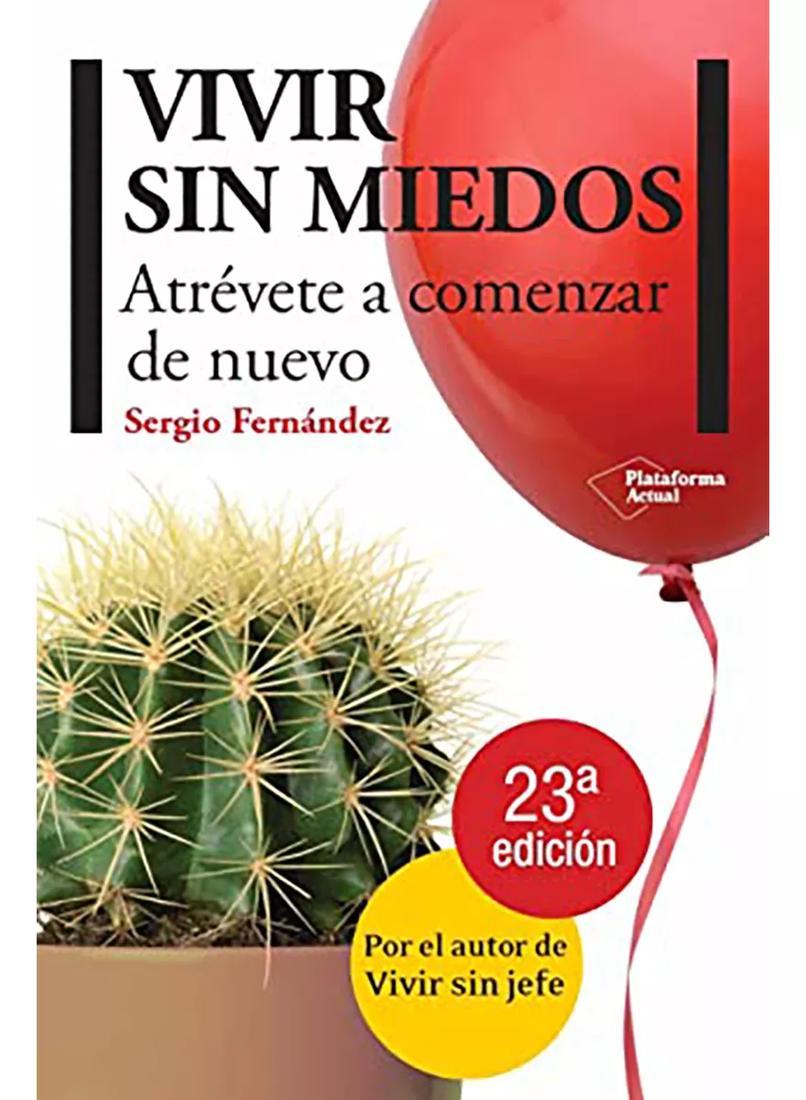 VIVIR
SIN MIEDOS
Atrévete a comenzar
de nuevo
Sergio Fernández
Plataforma
Actual
23ª
edición
Por el autor de
Vivir sin jefe